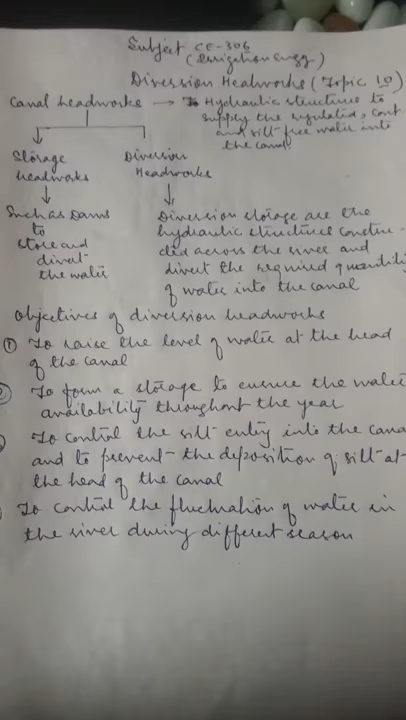 Subject CE-306
(Irrigation Engg)
Diversion Headworks (Topic 10)
Canal headworks → Hydraulic structures to
supply the regulated, cont
and silt-free water into
the canal
Storage headworks
Diversion Headworks
Such as Dams
to
store and
divert
the water
Diversion storage are the
hydraulic structures constru-
cted across the river and
divert the required quantity
of water into the canal
Objectives of diversion headworks
① To raise the level of water at the head
of the canal
② To form a storage to ensure the water
availability throughout the year
To control the silt entry into the cana
and to prevent the deposition of silt at
the head of the canal
To control the fluctuation of water in
the river during different season